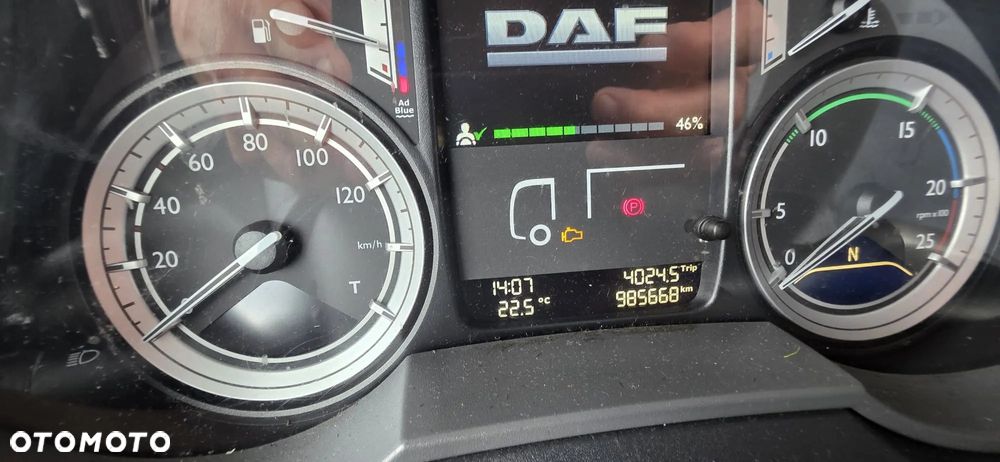 DAF
46%
Ad
Blue
20
40
60
80
100
120
km/h
T
P
0
5
10
15
20
25
rpm x 100
N
14:07
22.5 °C
4024.5 Trip
985668 km
OTOMOTO